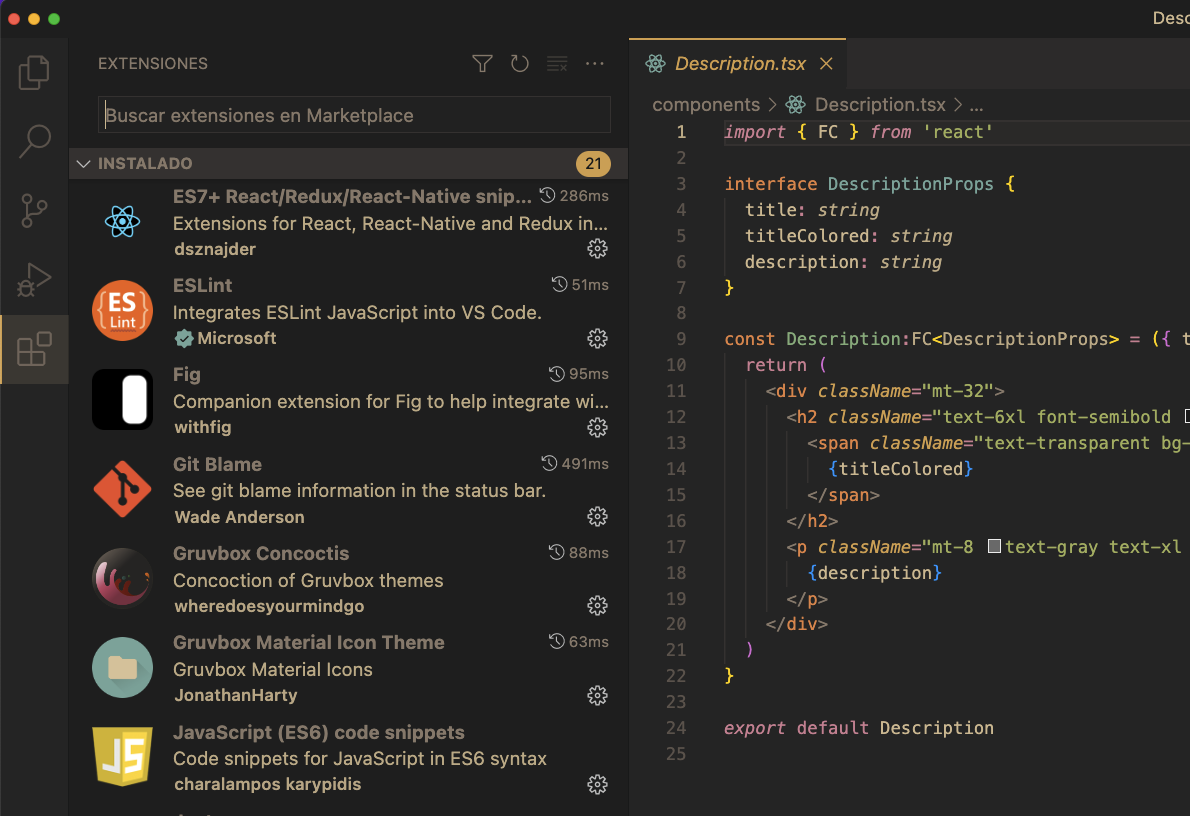 Desc
EXTENSIONES
Buscar extensiones en Marketplace
INSTALADO
21
ES7+ React/Redux/React-Native snip...
286ms
Extensions for React, React-Native and Redux in...
dsznajder
ESLint
51ms
{ES}
Lint
Integrates ESLint JavaScript into VS Code.
Microsoft
Fig
95ms
Companion extension for Fig to help integrate wi...
withfig
Git Blame
491ms
See git blame information in the status bar.
Wade Anderson
Gruvbox Concoctis
88ms
Concoction of Gruvbox themes
wheredoesyourmindgo
Gruvbox Material Icon Theme
63ms
Gruvbox Material Icons
JonathanHarty
JavaScript (ES6) code snippets
JS
Code snippets for JavaScript in ES6 syntax
charalampos karypidis
Description.tsx
components > Description.tsx > ...
1 import { FC } from 'react'
2
3 interface DescriptionProps {
4 title: string
5 titleColored: string
6 description: string
7 }
8
9 const Description:FC<DescriptionProps> = ({ t
10 return (
11 <div className="mt-32">
12 <h2 className="text-6xl font-semibold
13 <span className="text-transparent bg-
14 {titleColored}
15 </span>
16 </h2>
17 <p className="mt-8 text-gray text-xl
18 {description}
19 </p>
20 </div>
21 )
22 }
23
24 export default Description
25